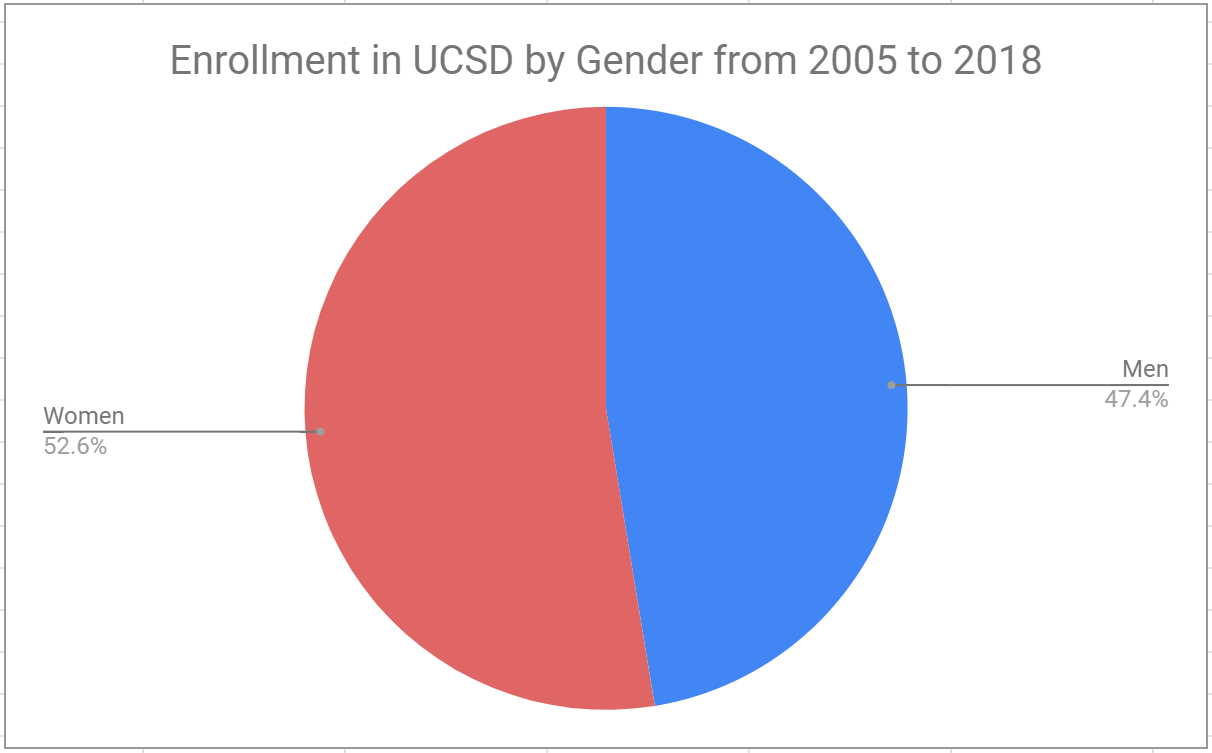 Enrollment in UCSD by Gender from 2005 to 2018
Men
47.4%
Women
52.6%